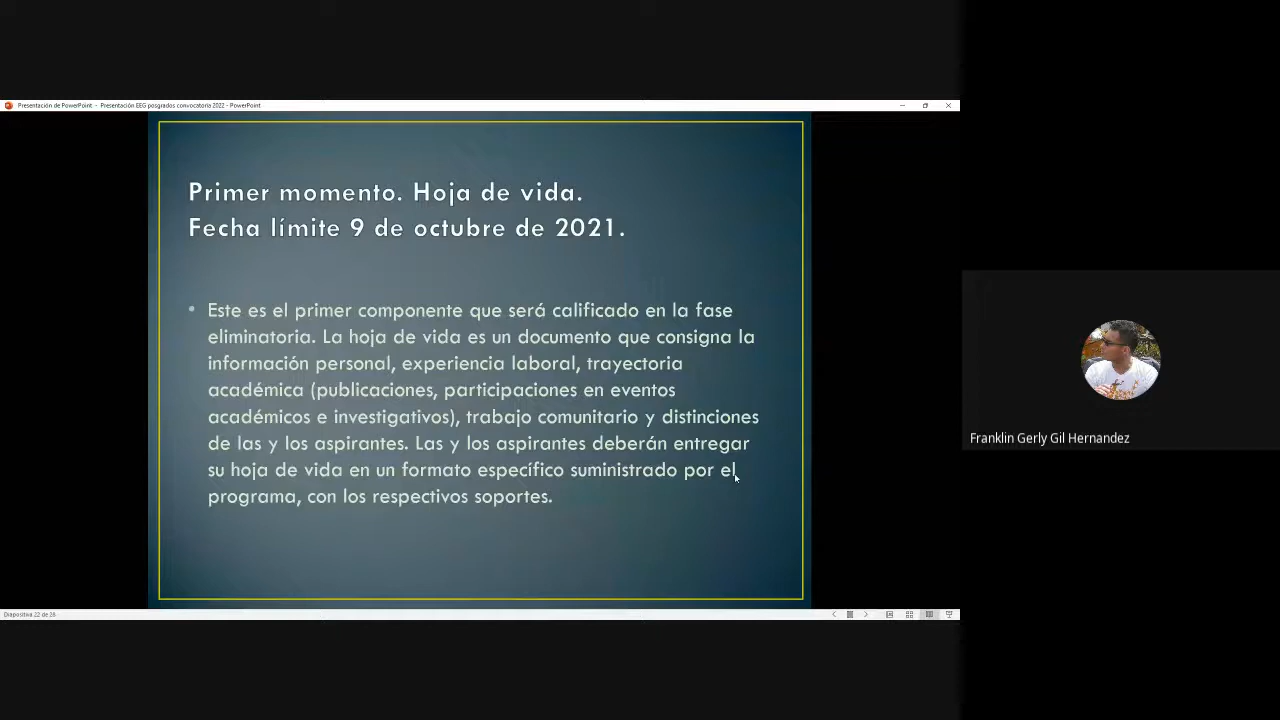 Presentación de PowerPoint - Presentación EEG posgrados convocatoria 2022 - PowerPoint
Primer momento. Hoja de vida.
Fecha límite 9 de octubre de 2021.
• Este es el primer componente que será calificado en la fase
eliminatoria. La hoja de vida es un documento que consigna la
información personal, experiencia laboral, trayectoria
académica (publicaciones, participaciones en eventos
académicos e investigativos), trabajo comunitario y distinciones
de las y los aspirantes. Las y los aspirantes deberán entregar
su hoja de vida en un formato específico suministrado por el
programa, con los respectivos soportes.
Franklin Gerly Gil Hernandez
Diapositiva 22 de 28